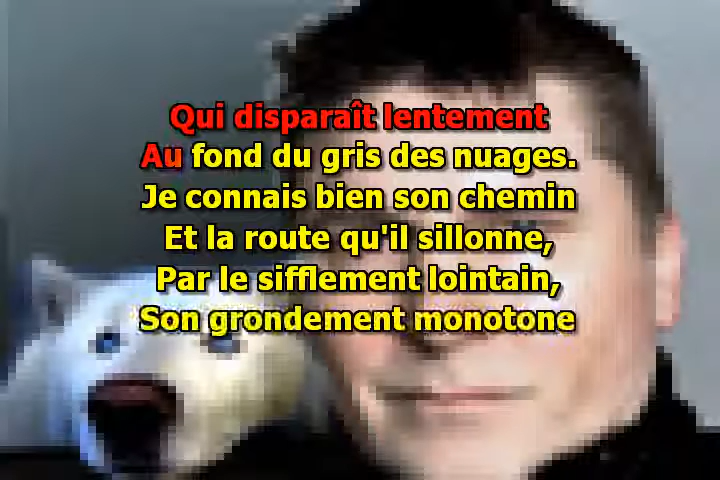 Qui disparaît lentement
Au fond du gris des nuages.
Je connais bien son chemin
Et la route qu'il sillonne,
Par le sifflement lointain,
Son grondement monotone